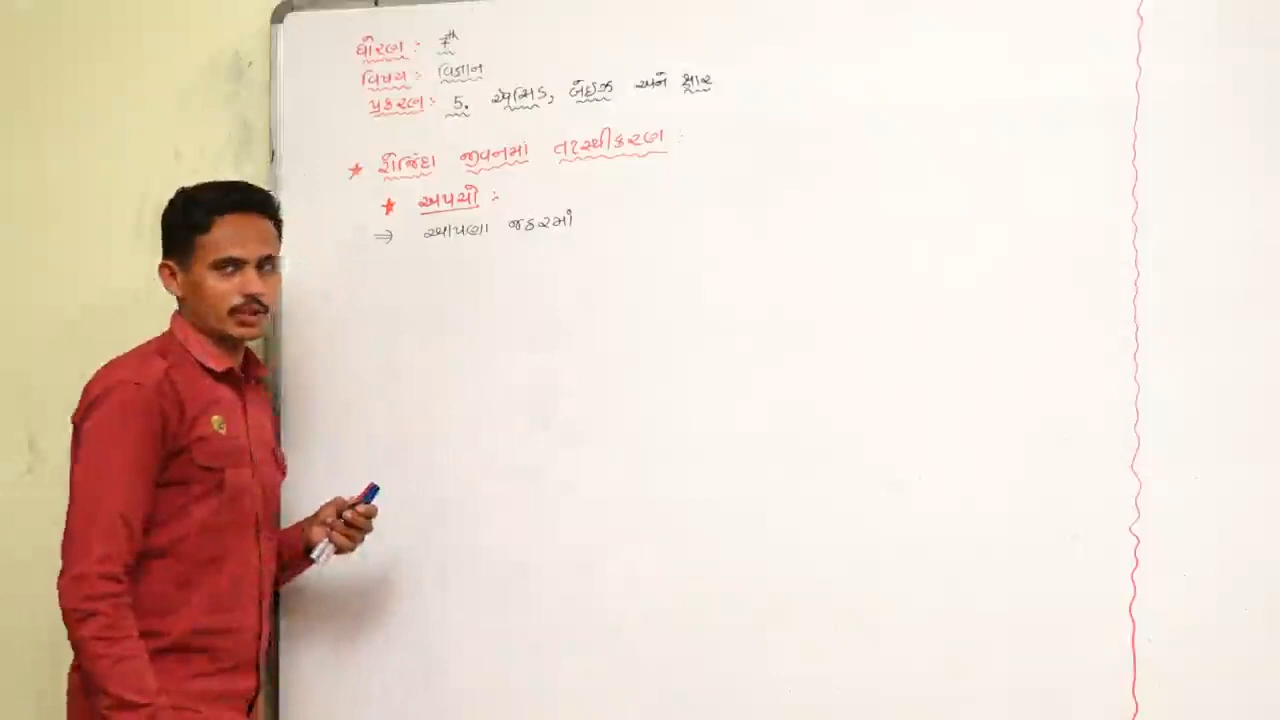 ધોરણ : 7th
વિષય : વિજ્ઞાન
પ્રકરણ : 5. એસિડ, બેઇઝ અને ક્ષાર
* રોજિંદા જીવનમાં તટસ્થીકરણ :
* અપચો :
⇒ આપણા જઠરમાં